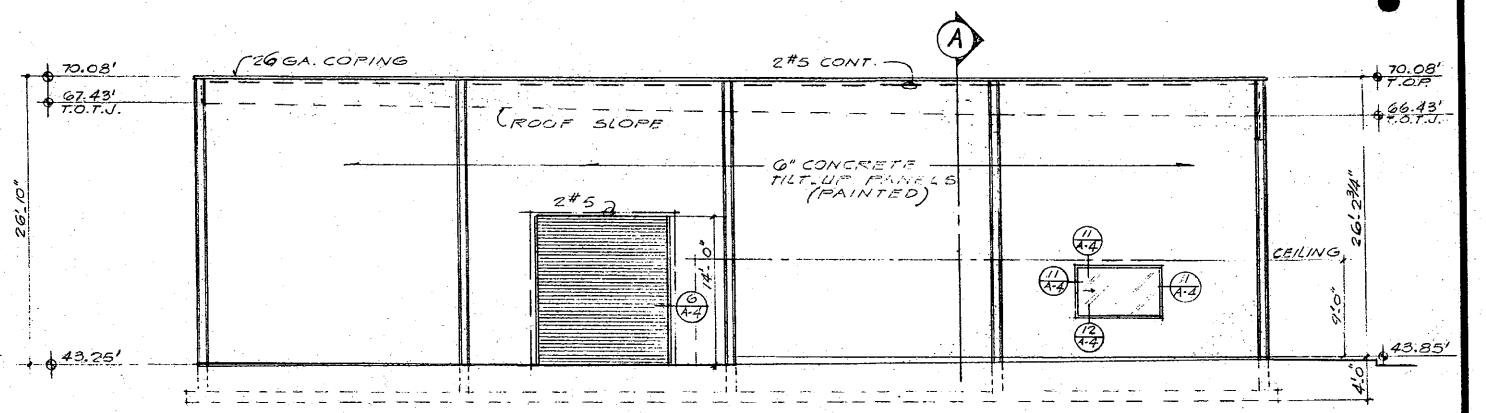 A
26 GA. COPING
2#5 CONT.
70.08'
67.43'
T.O.T.J.
70.08'
T.O.P.
66.43'
T.O.T.J.
ROOF SLOPE
6" CONCRETE
TILT-UP PANELS
(PAINTED)
26'-10"
2#5
14'-0"
6
A-4
11
A-4
11
A-4
11
A-4
12
A-4
CEILING
26'-2¾"
9'-0"
43.25'
43.85'
4'-0"